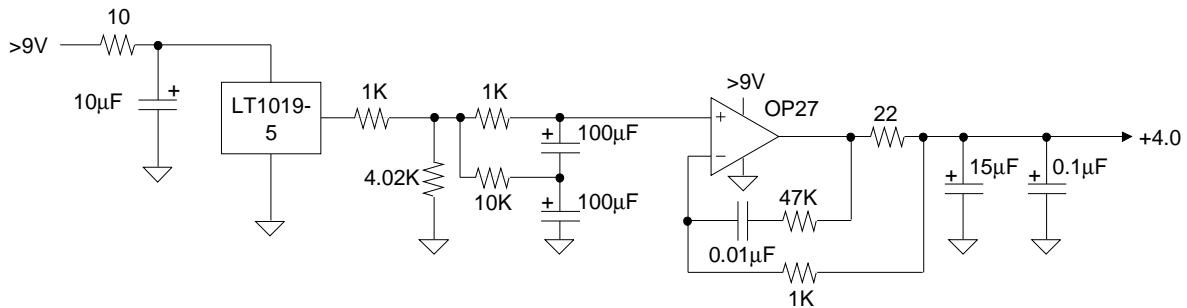 10
>9V
10µF
+
LT1019-
5
1K
1K
4.02K
10K
+
100µF
+
100µF
>9V
OP27
+
−
22
47K
0.01µF
1K
+
15µF
+
0.1µF
+4.0